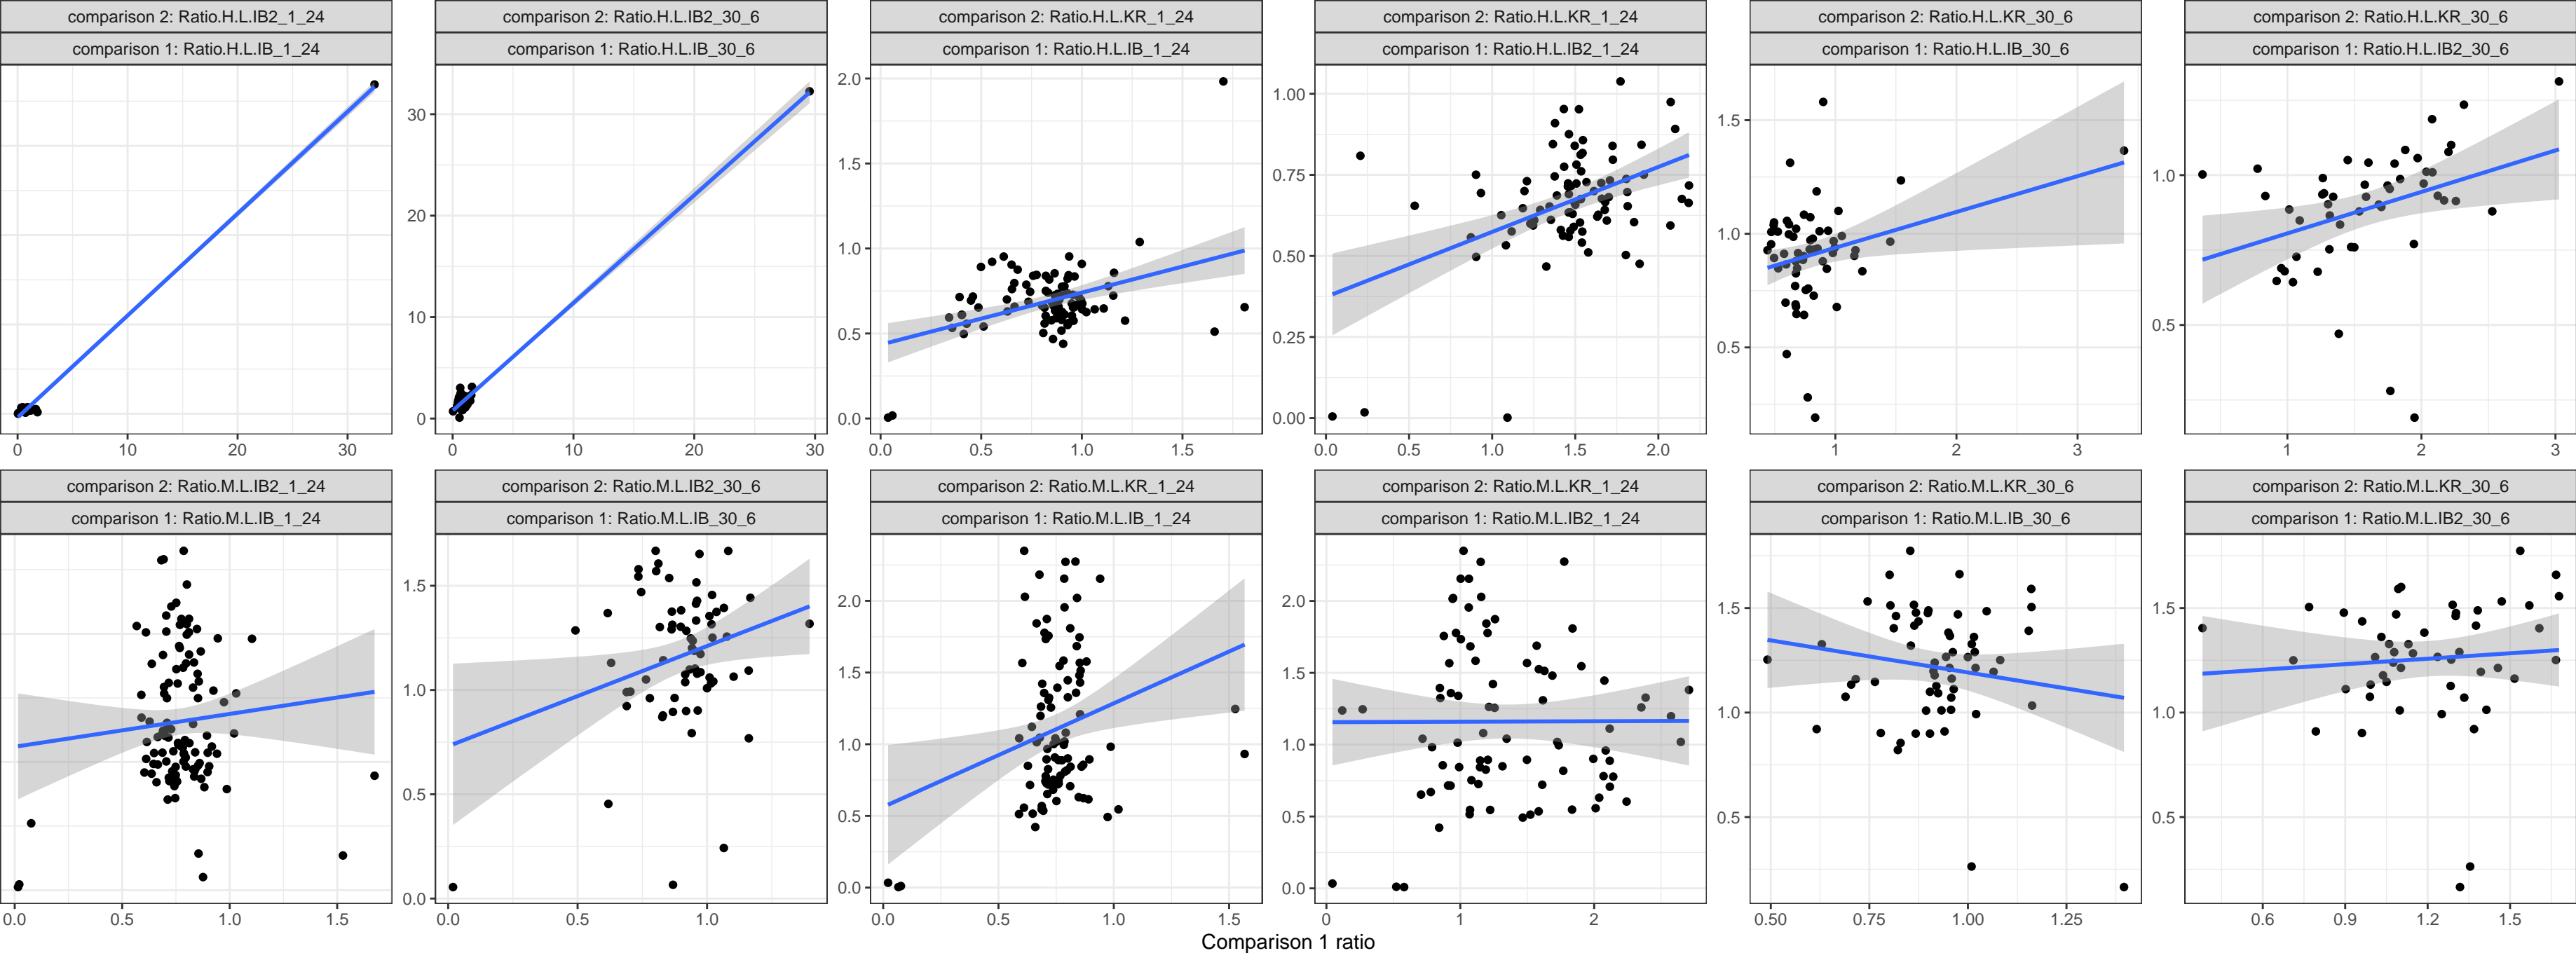 comparison 2: Ratio.H.L.IB2_1_24
comparison 1: Ratio.H.L.IB_1_24
0 10 20 30
comparison 2: Ratio.H.L.IB2_30_6
comparison 1: Ratio.H.L.IB_30_6
30
20
10
0
0 10 20 30
comparison 2: Ratio.H.L.KR_1_24
comparison 1: Ratio.H.L.IB_1_24
2.0
1.5
1.0
0.5
0.0
0.0 0.5 1.0 1.5
comparison 2: Ratio.H.L.KR_1_24
comparison 1: Ratio.H.L.IB2_1_24
1.00
0.75
0.50
0.25
0.00
0.0 0.5 1.0 1.5 2.0
comparison 2: Ratio.H.L.KR_30_6
comparison 1: Ratio.H.L.IB_30_6
1.5
1.0
0.5
1 2 3
comparison 2: Ratio.H.L.KR_30_6
comparison 1: Ratio.H.L.IB2_30_6
1.0
0.5
1 2 3
comparison 2: Ratio.M.L.IB2_1_24
comparison 1: Ratio.M.L.IB_1_24
0.0 0.5 1.0 1.5
comparison 2: Ratio.M.L.IB2_30_6
comparison 1: Ratio.M.L.IB_30_6
1.5
1.0
0.5
0.0
0.0 0.5 1.0
comparison 2: Ratio.M.L.KR_1_24
comparison 1: Ratio.M.L.IB_1_24
2.0
1.5
1.0
0.5
0.0
0.0 0.5 1.0 1.5
comparison 2: Ratio.M.L.KR_1_24
comparison 1: Ratio.M.L.IB2_1_24
2.0
1.5
1.0
0.5
0.0
0 1 2
comparison 2: Ratio.M.L.KR_30_6
comparison 1: Ratio.M.L.IB_30_6
1.5
1.0
0.5
0.50 0.75 1.00 1.25
comparison 2: Ratio.M.L.KR_30_6
comparison 1: Ratio.M.L.IB2_30_6
1.5
1.0
0.5
0.6 0.9 1.2 1.5
Comparison 1 ratio